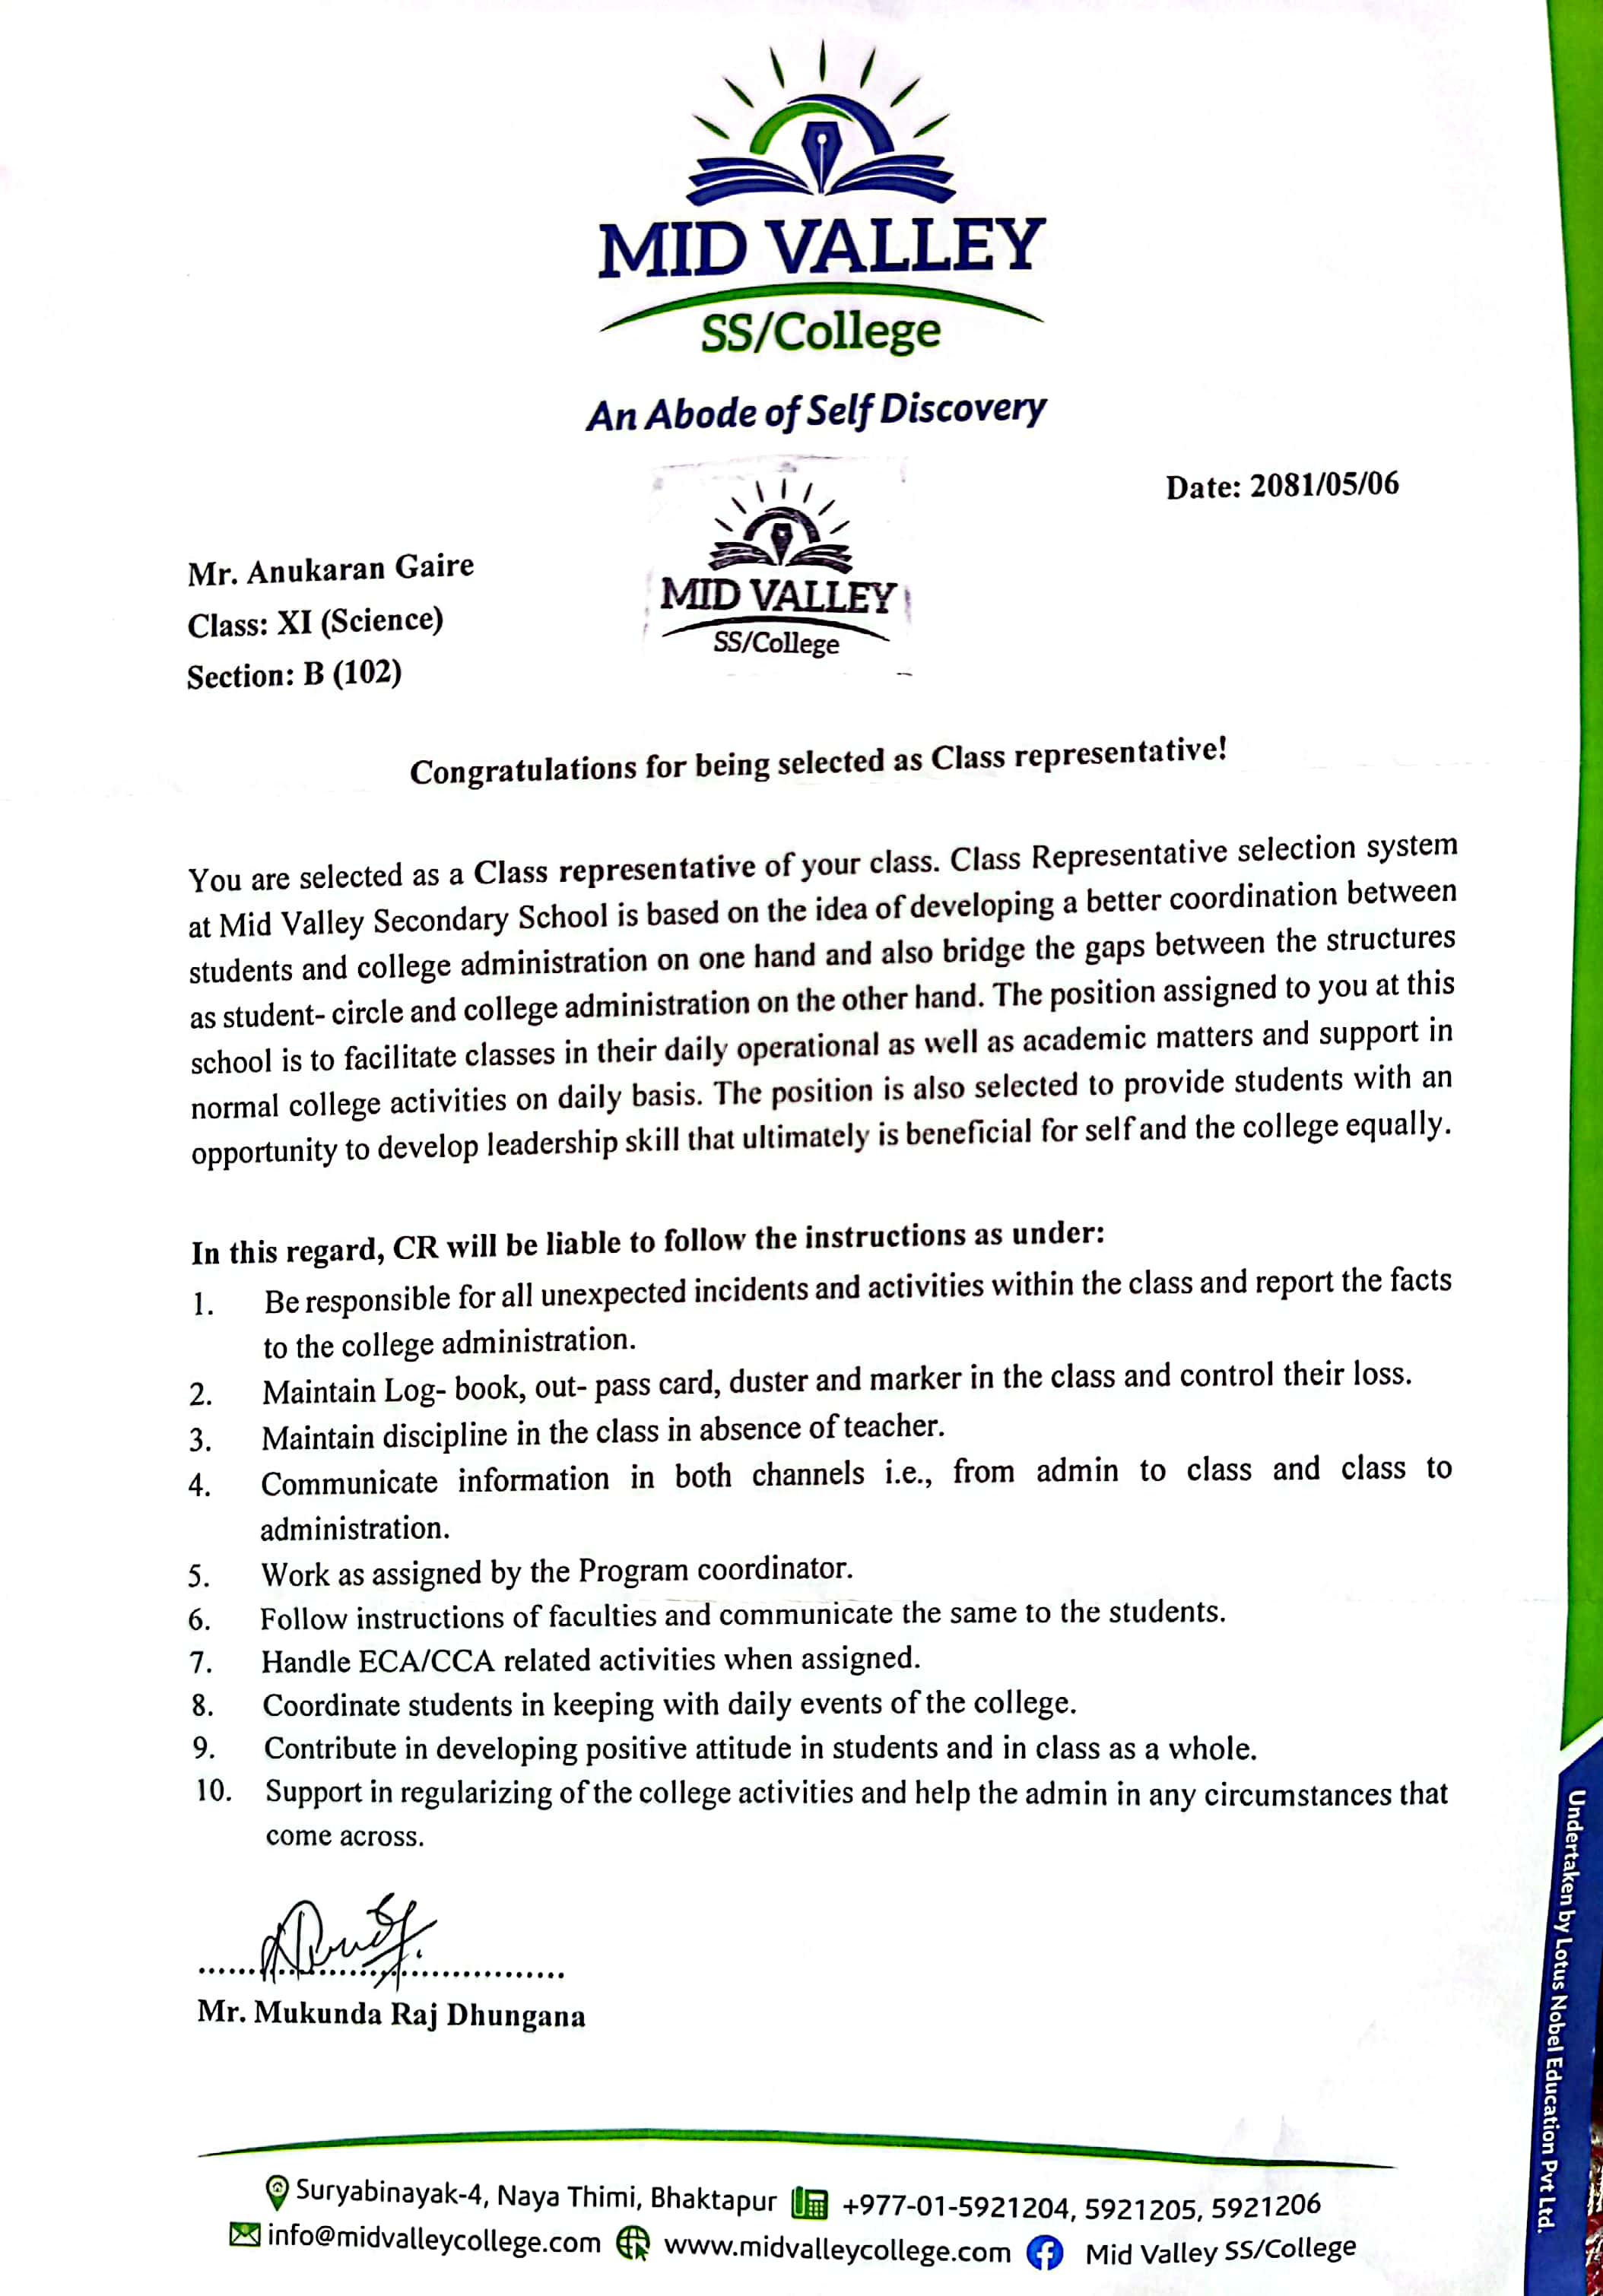 MID VALLEY
SS/College
An Abode of Self Discovery
Date: 2081/05/06
MID VALLEY
SS/College
Mr. Anukaran Gaire
Class: XI (Science)
Section: B (102)
Congratulations for being selected as Class representative!
You are selected as a Class representative of your class. Class Representative selection system
at Mid Valley Secondary School is based on the idea of developing a better coordination between
students and college administration on one hand and also bridge the gaps between the structures
as student- circle and college administration on the other hand. The position assigned to you at this
school is to facilitate classes in their daily operational as well as academic matters and support in
normal college activities on daily basis. The position is also selected to provide students with an
opportunity to develop leadership skill that ultimately is beneficial for self and the college equally.
In this regard, CR will be liable to follow the instructions as under:
1. Be responsible for all unexpected incidents and activities within the class and report the facts
to the college administration.
2. Maintain Log- book, out- pass card, duster and marker in the class and control their loss.
3. Maintain discipline in the class in absence of teacher.
4. Communicate information in both channels i.e., from admin to class and class to
administration.
5. Work as assigned by the Program coordinator.
6. Follow instructions of faculties and communicate the same to the students.
7. Handle ECA/CCA related activities when assigned.
8. Coordinate students in keeping with daily events of the college.
9. Contribute in developing positive attitude in students and in class as a whole.
10. Support in regularizing of the college activities and help the admin in any circumstances that
come across.
Mr. Mukunda Raj Dhungana
Undertaken by Lotus Nobel Education Pvt Ltd.
Suryabinayak-4, Naya Thimi, Bhaktapur +977-01-5921204, 5921205, 5921206
info@midvalleycollege.com www.midvalleycollege.com Mid Valley SS/College